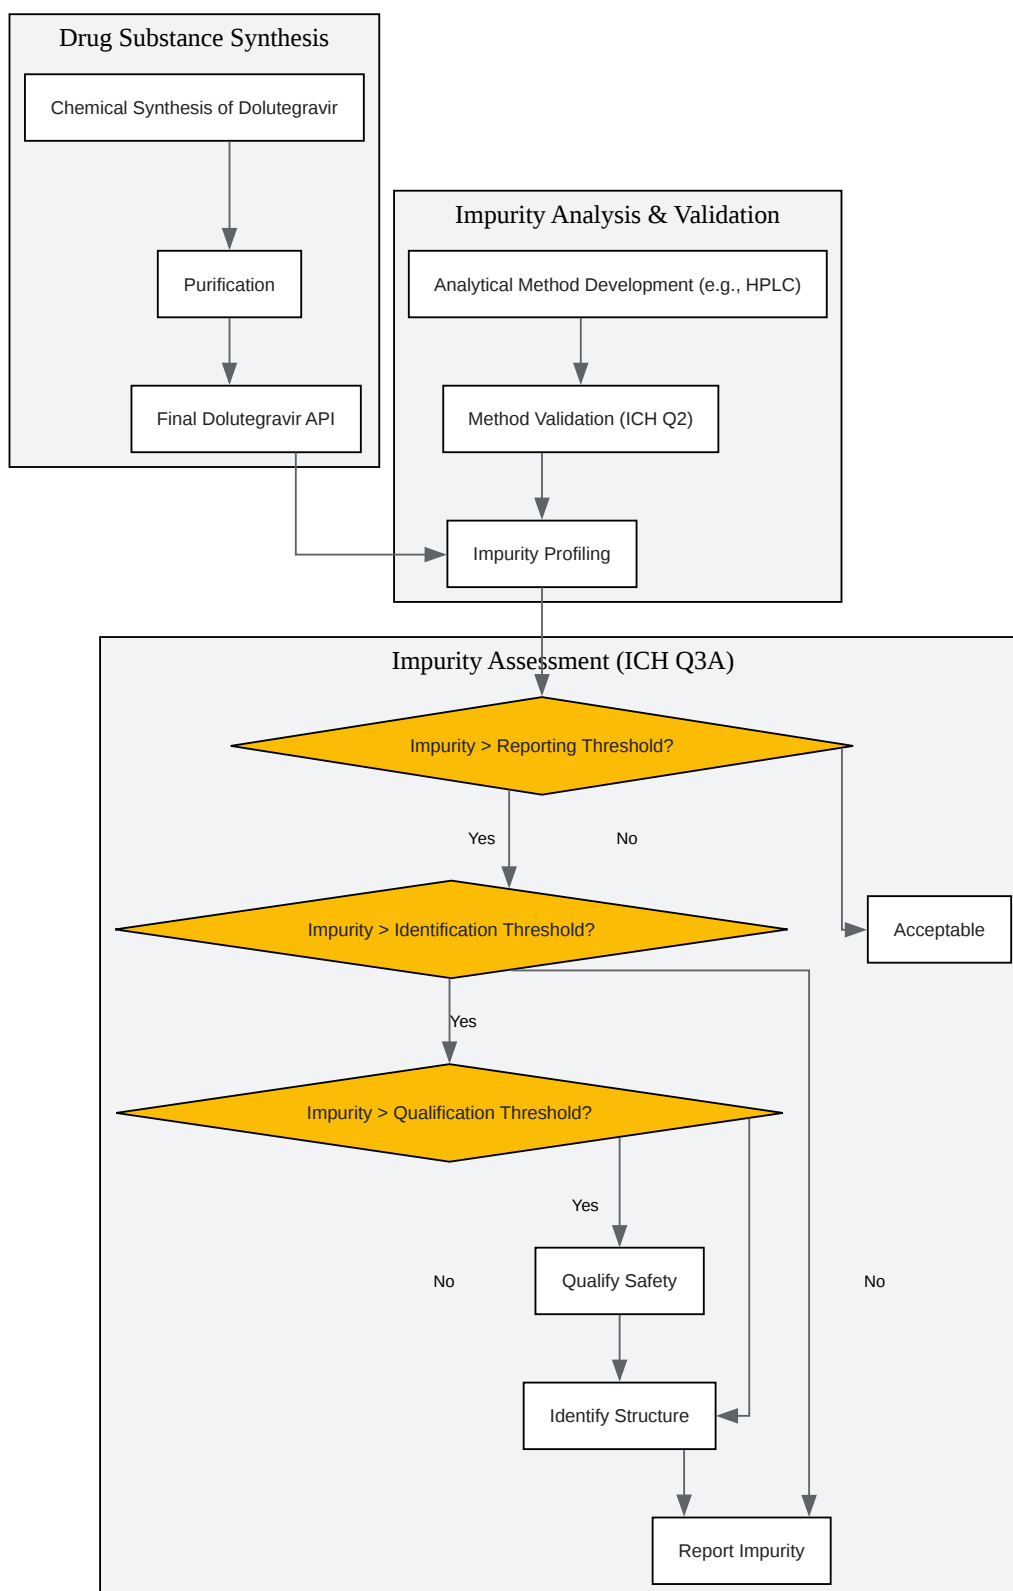 Drug Substance Synthesis
Chemical Synthesis of Dolutegravir
Purification
Final Dolutegravir API
Impurity Analysis & Validation
Analytical Method Development (e.g., HPLC)
Method Validation (ICH Q2)
Impurity Profiling
Impurity Assessment (ICH Q3A)
Impurity > Reporting Threshold?
Yes
No
Impurity > Identification Threshold?
Acceptable
Yes
Impurity > Qualification Threshold?
Yes
No
Qualify Safety
No
Identify Structure
Report Impurity